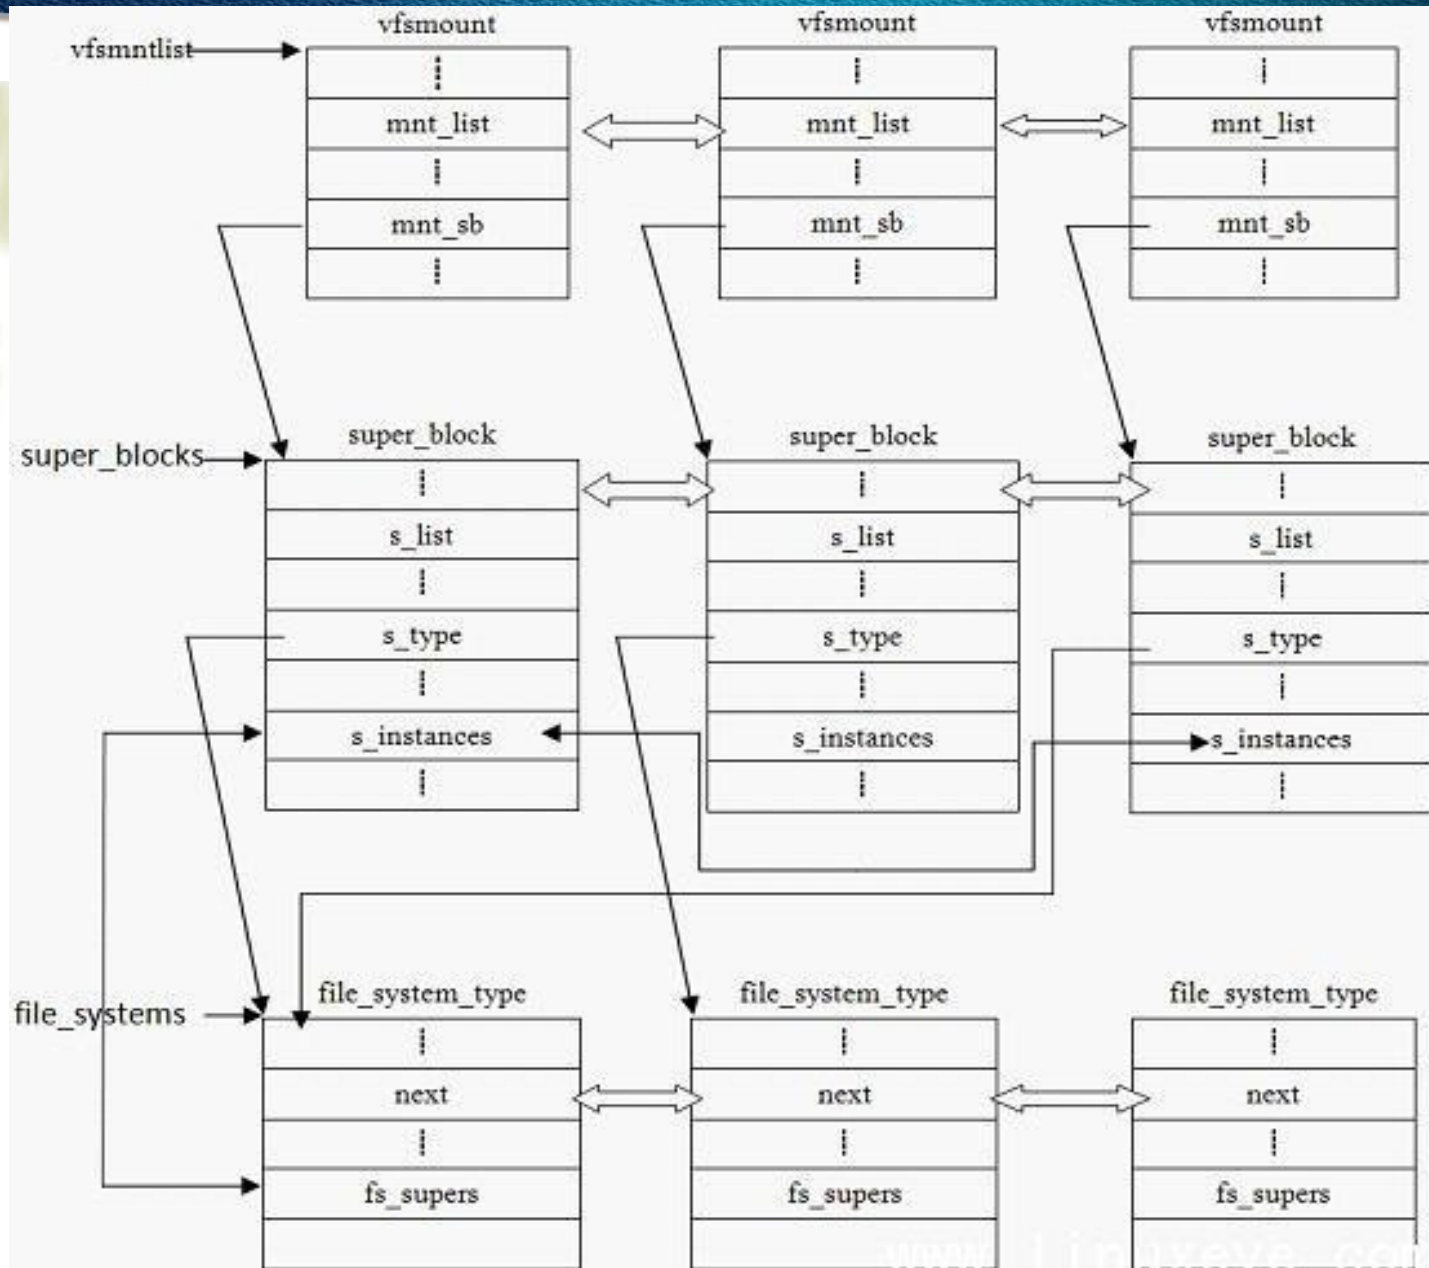 vfsmount vfsmount vfsmount
vfsmntlist
mnt_list mnt_list mnt_list
mnt_sb mnt_sb mnt_sb
super_block super_block super_block
super_blocks
s_list s_list s_list
s_type s_type s_type
s_instances s_instances s_instances
file_system_type file_system_type file_system_type
file_systems
next next next
fs_supers fs_supers fs_supers